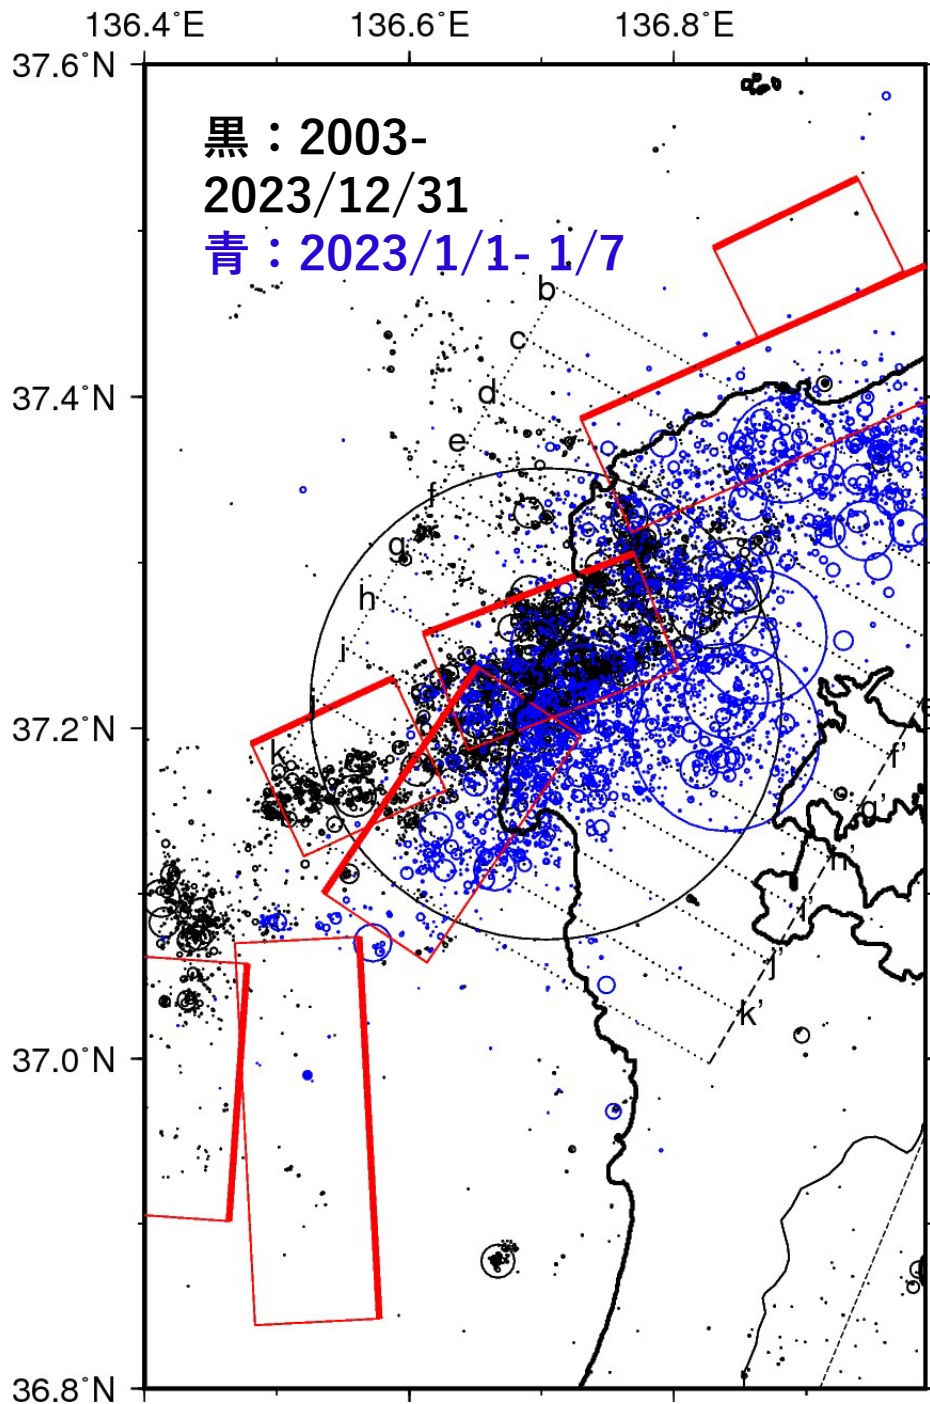 136.4°E 136.6°E 136.8°E
37.6°N
黒：2003-
2023/12/31
青：2023/1/1- 1/7
b
c
37.4°N
d
e
f
g
h
i
37.2°N
k
f'
g'
h'
i'
j'
k'
37.0°N
36.8°N